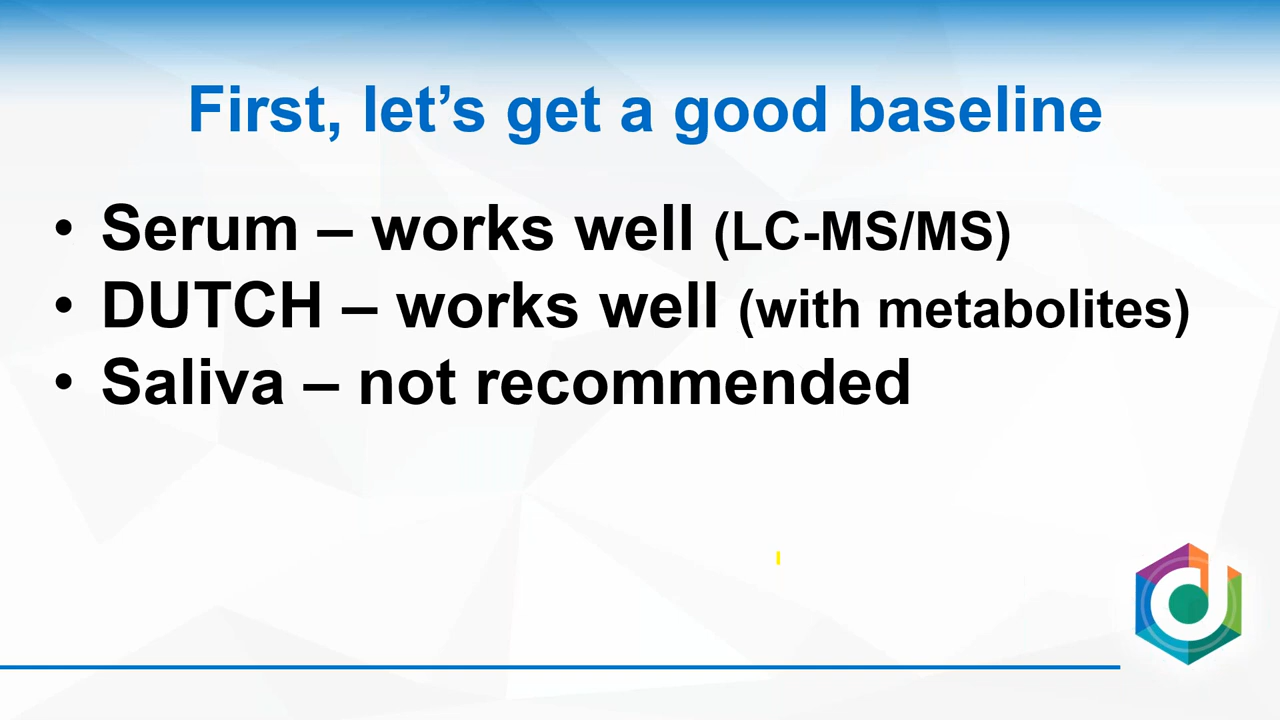 First, let’s get a good baseline
• Serum – works well (LC-MS/MS)
• DUTCH – works well (with metabolites)
• Saliva – not recommended